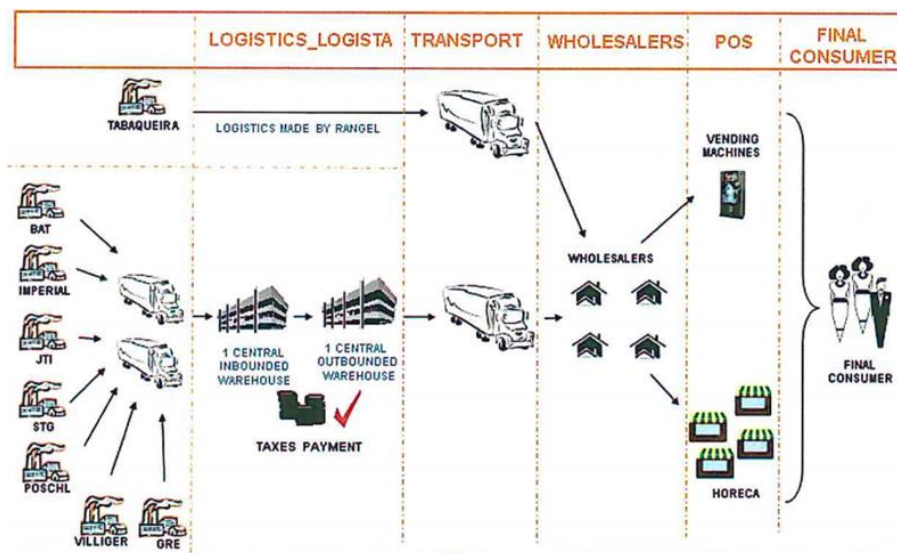 LOGISTICS_LOGISTA
TRANSPORT
WHOLESALERS
POS
FINAL
CONSUMER
TABAQUEIRA
LOGISTICS MADE BY RANGEL
VENDING
MACHINES
BAT
WHOLESALERS
IMPERIAL
JTI
1 CENTRAL
INBOUNDED
WAREHOUSE
1 CENTRAL
OUTBOUNDED
WAREHOUSE
FINAL
CONSUMER
STG
TAXES PAYMENT
POSCHL
HORECA
VILLIGER
GRE